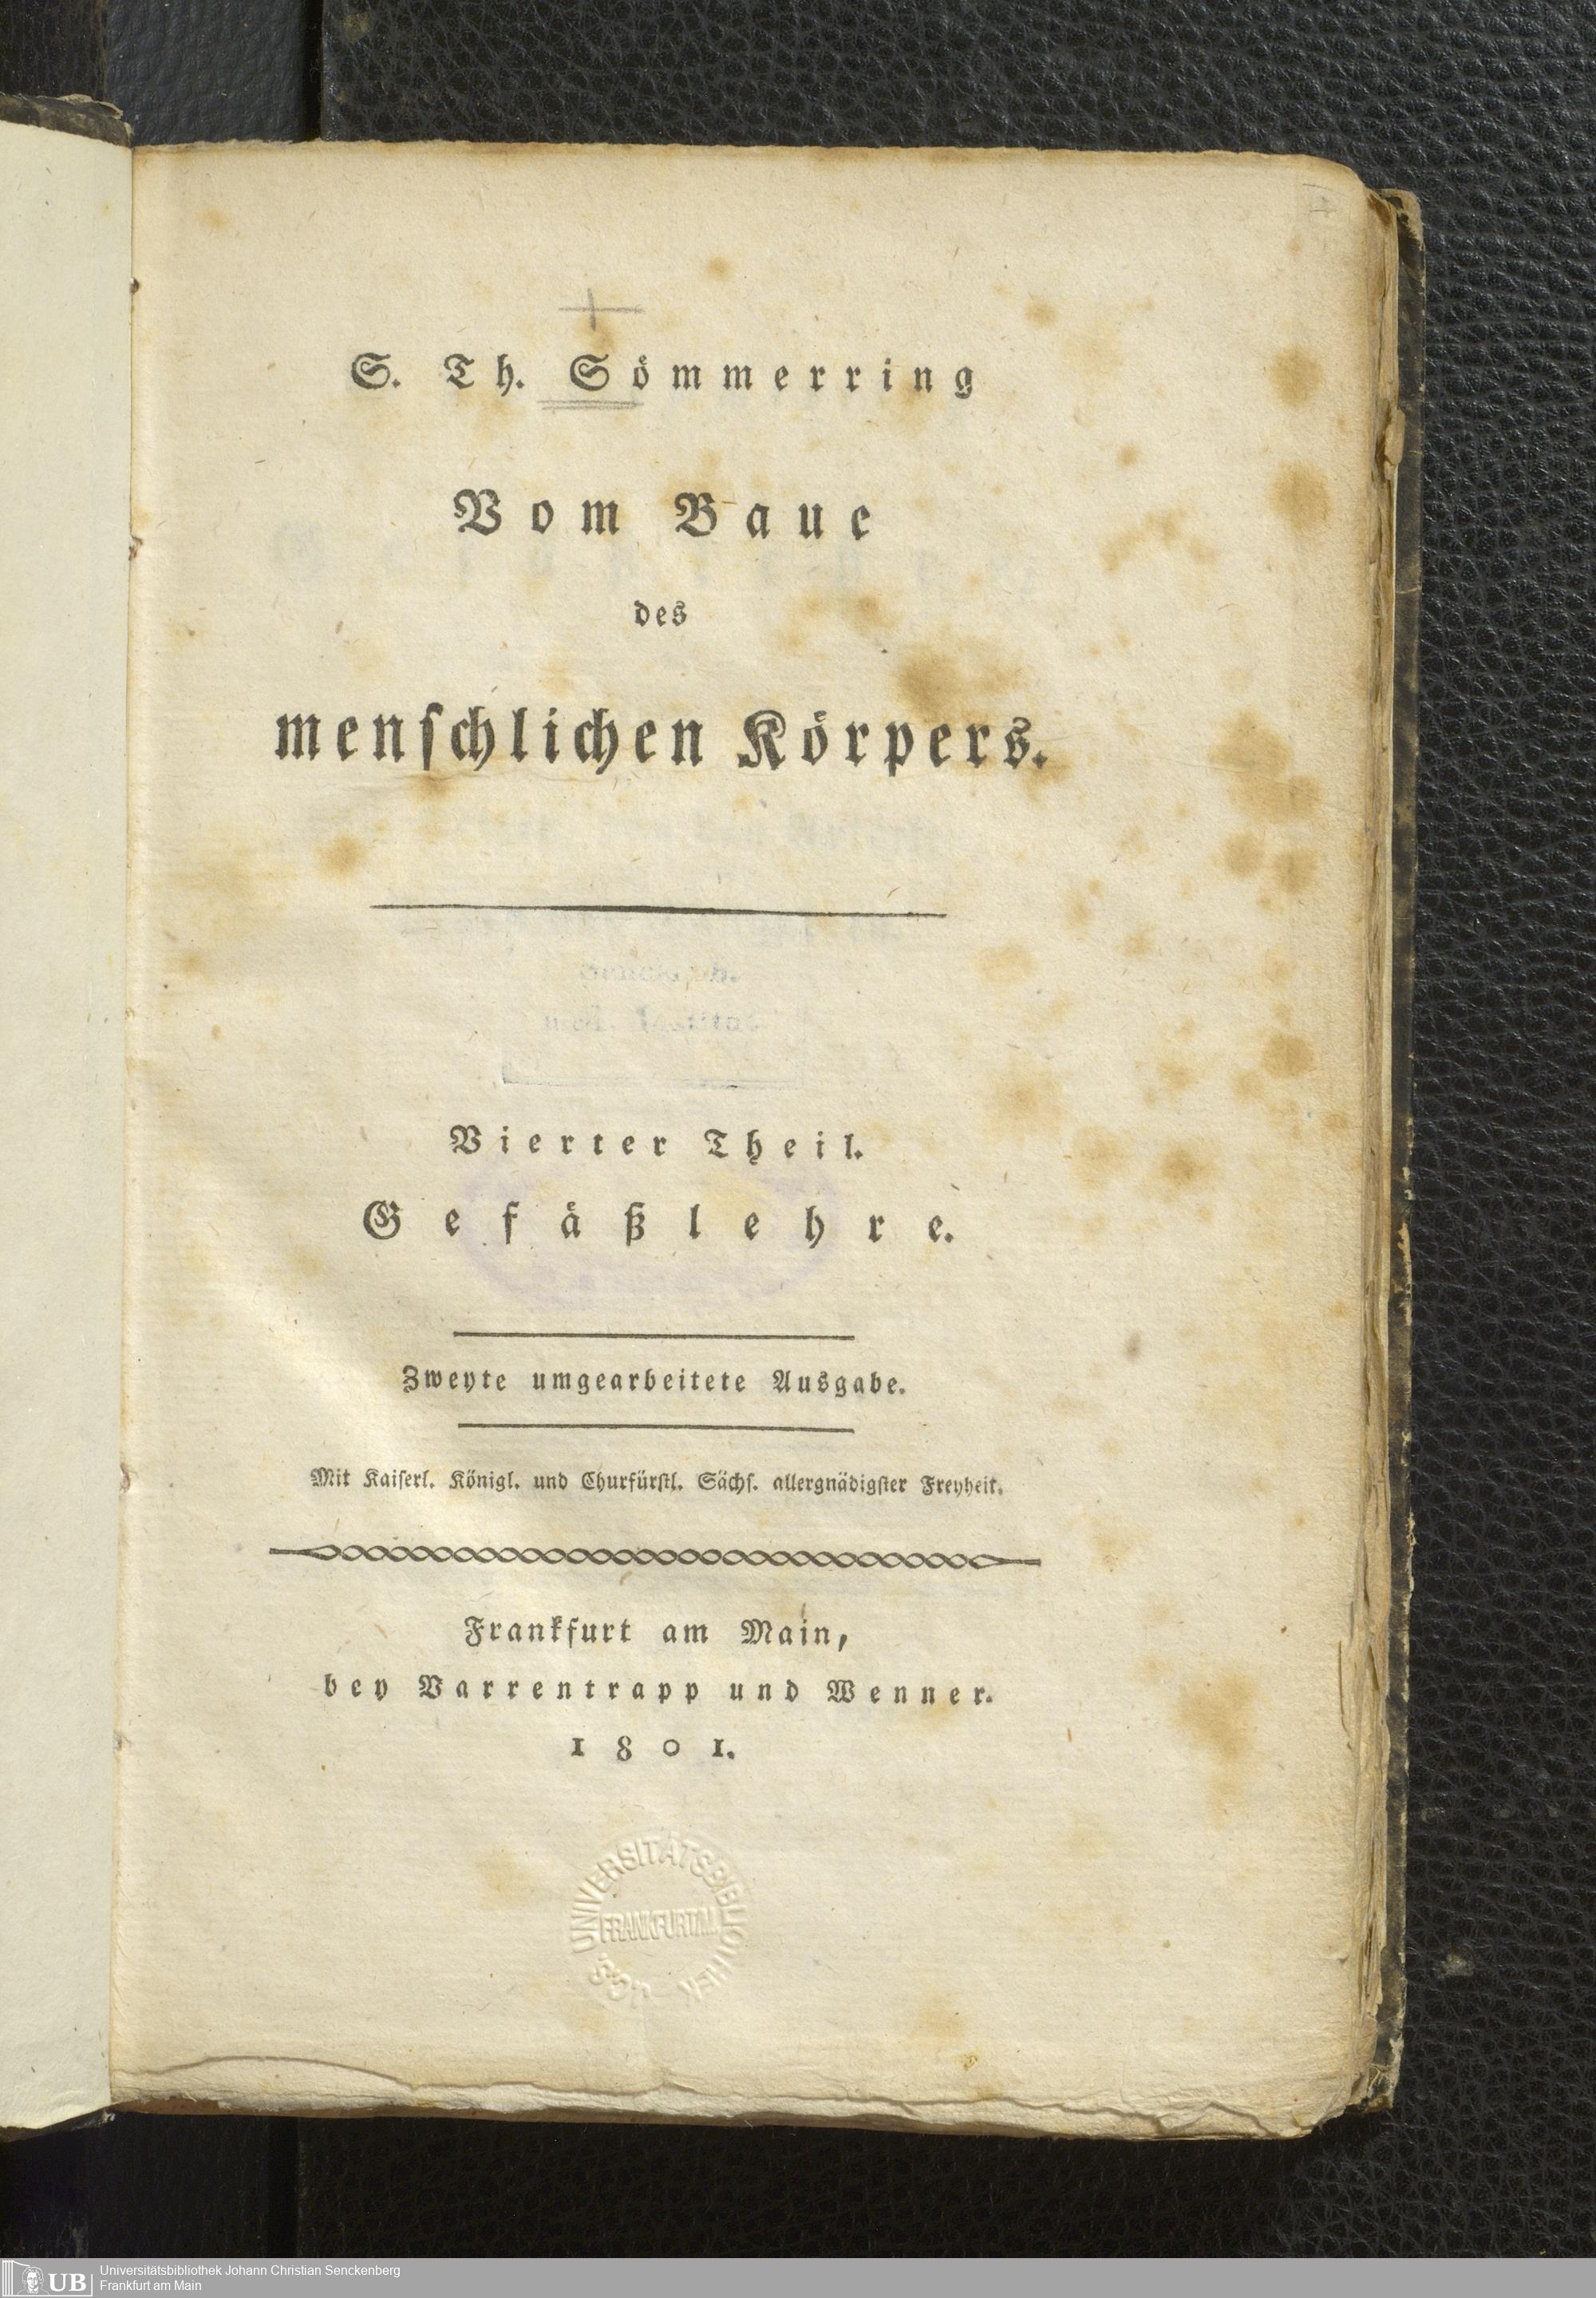 S. Th. Sömmerring
Vom Baue
des
menſchlichen Körpers.
Vierter Theil.
Gefäßlehre.
Zweyte umgearbeitete Ausgabe.
Mit Kaiſerl. Königl. und Churfürſtl. Sächſ. allergnädigſter Freyheit.
Frankfurt am Main,
bey Varrentrapp und Wenner.
1801.
UNIVERSITÄTSBIBLIOTHEK
FRANKFURT/M.
UB
Universitätsbibliothek Johann Christian Senckenberg
Frankfurt am Main